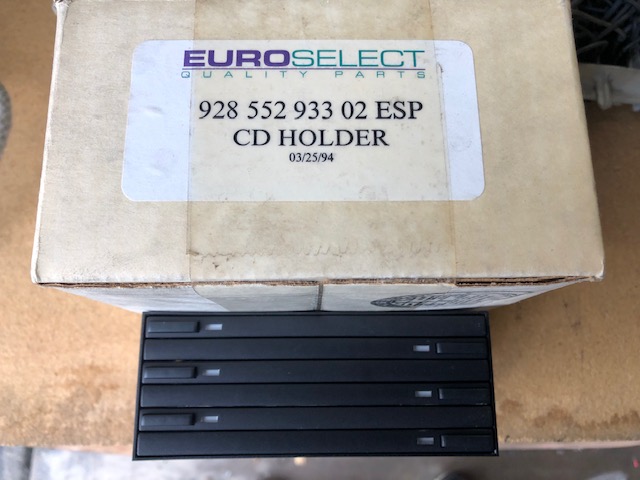 EUROSELECT
QUALITY PARTS
928 552 933 02 ESP
CD HOLDER
03/25/94